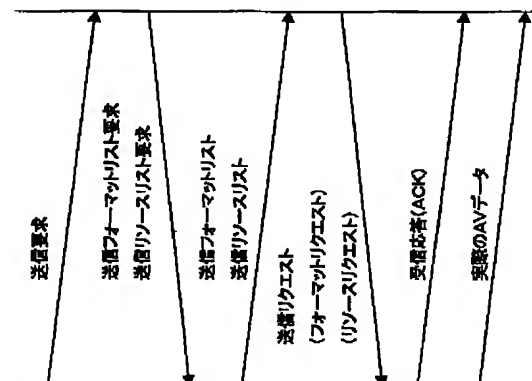 送信要求
送信フォーマットリスト要求
送信リソースリスト要求
送信フォーマットリスト
送信リソースリスト
送信リクエスト
(フォーマットリクエスト)
(リソースリクエスト)
受信応答(ACK)
実際のAVデータ